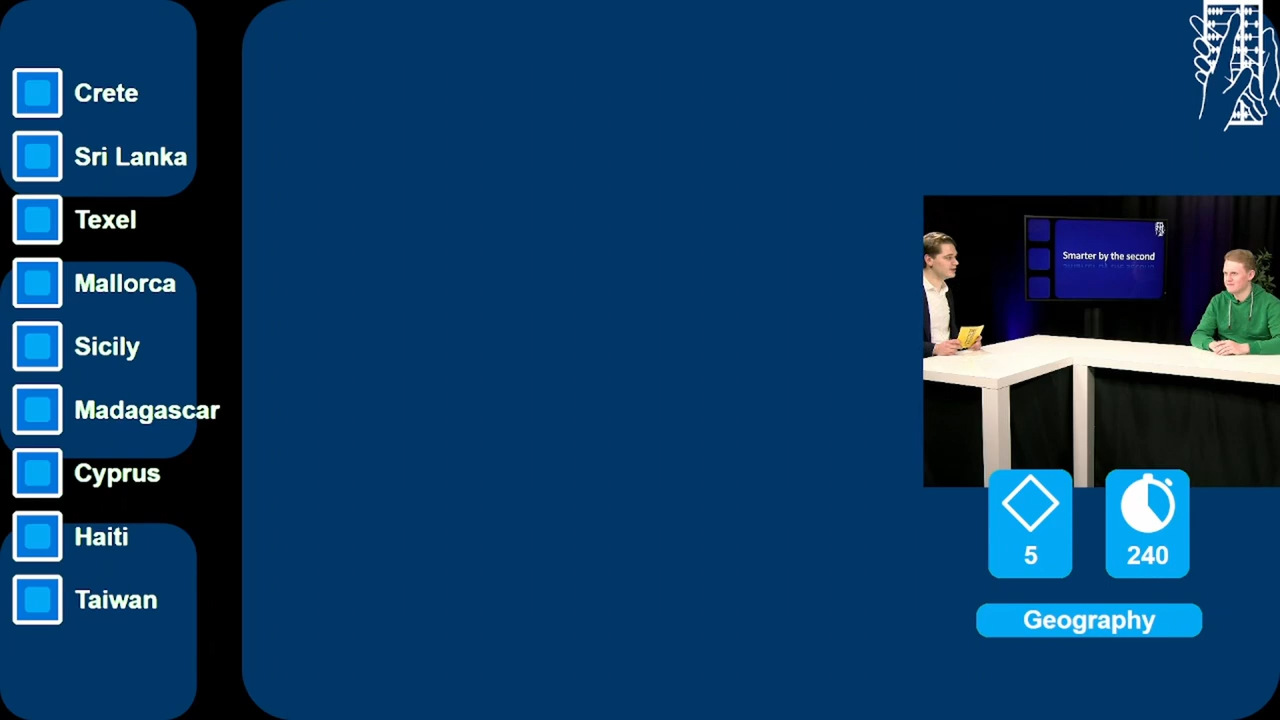 Crete
Sri Lanka
Texel
Mallorca
Sicily
Madagascar
Cyprus
Haiti
Taiwan
Smarter by the second
5
240
Geography